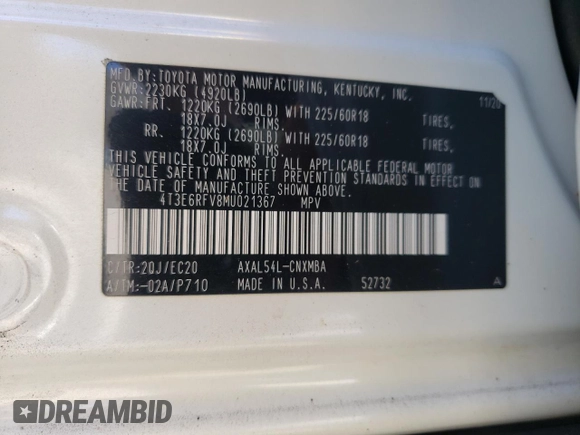 MFD.BY:TOYOTA MOTOR MANUFACTURING, KENTUCKY, INC.
GVWR:2230KG (4920LB) 11/20
GAWR:FRT. 1220KG (2690LB) WITH 225/60R18 TIRES,
18X7.0J RIMS,
RR. 1220KG (2690LB) WITH 225/60R18 TIRES,
18X7.0J RIMS.
THIS VEHICLE CONFORMS TO ALL APPLICABLE FEDERAL MOTOR
VEHICLE SAFETY AND THEFT PREVENTION STANDARDS IN EFFECT
ON THE DATE OF MANUFACTURE SHOWN ABOVE.
4T3E6RFV8MU021367 MPV
C/TR:2QJ/EC20 AXAL54L-CNXMBA
A/TM:-02A/P710 MADE IN U.S.A. 52732 A
DREAMBID